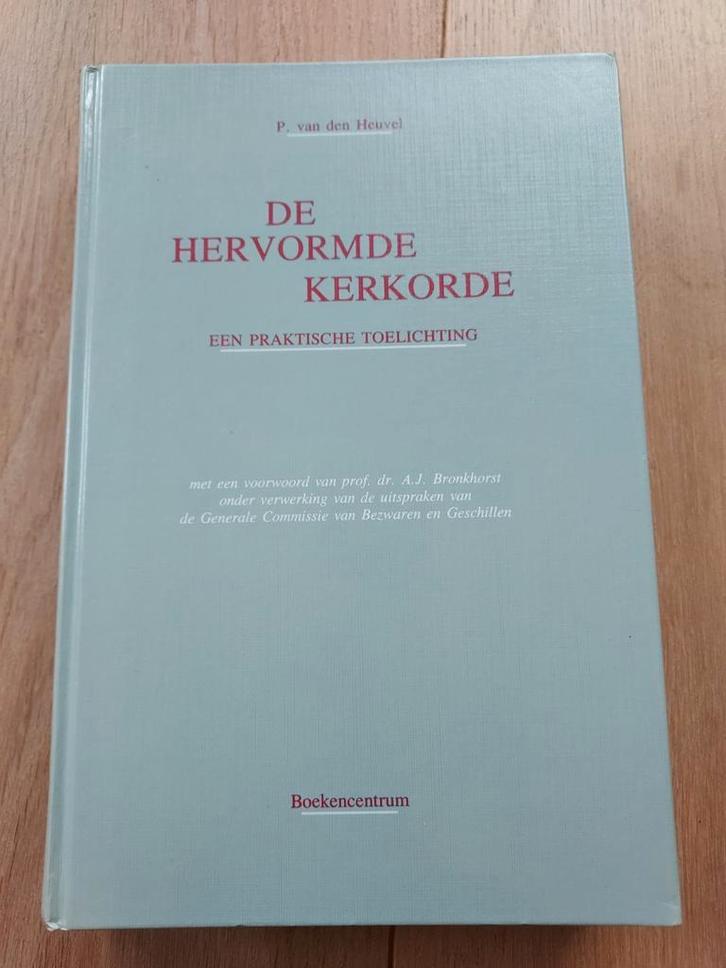 P. van den Heuvel
DE
HERVORMDE
KERKORDE
EEN PRAKTISCHE TOELICHTING
met een voorwoord van prof. dr. A.J. Bronkhorst
onder verwerking van de uitspraken van
de Generale Commissie van Bezwaren en Geschillen
Boekencentrum